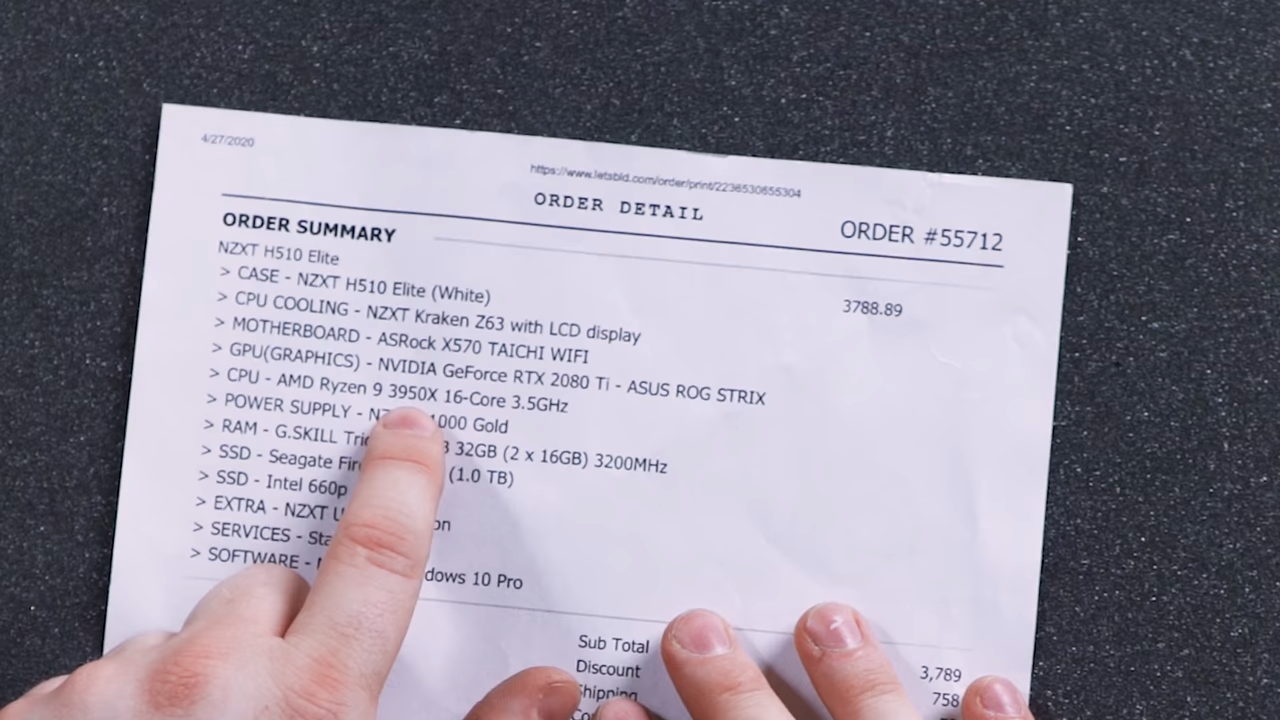 4/27/2020
https://www.letsbld.com/order/print/2236530655304
ORDER DETAIL
ORDER #55712
ORDER SUMMARY
NZXT H510 Elite
3788.89
> CASE - NZXT H510 Elite (White)
> CPU COOLING - NZXT Kraken Z63 with LCD display
> MOTHERBOARD - ASRock X570 TAICHI WIFI
> GPU(GRAPHICS) - NVIDIA GeForce RTX 2080 Ti - ASUS ROG STRIX
> CPU - AMD Ryzen 9 3950X 16-Core 3.5GHz
> POWER SUPPLY - 1000 Gold
> RAM - G.SKILL 32GB (2 x 16GB) 3200MHz
> SSD - Seagate (1.0 TB)
> SSD - Intel 660p
> EXTRA - NZXT
> SERVICES -
> SOFTWARE - 10 Pro
Sub Total 3,789
Discount 758
Shipping